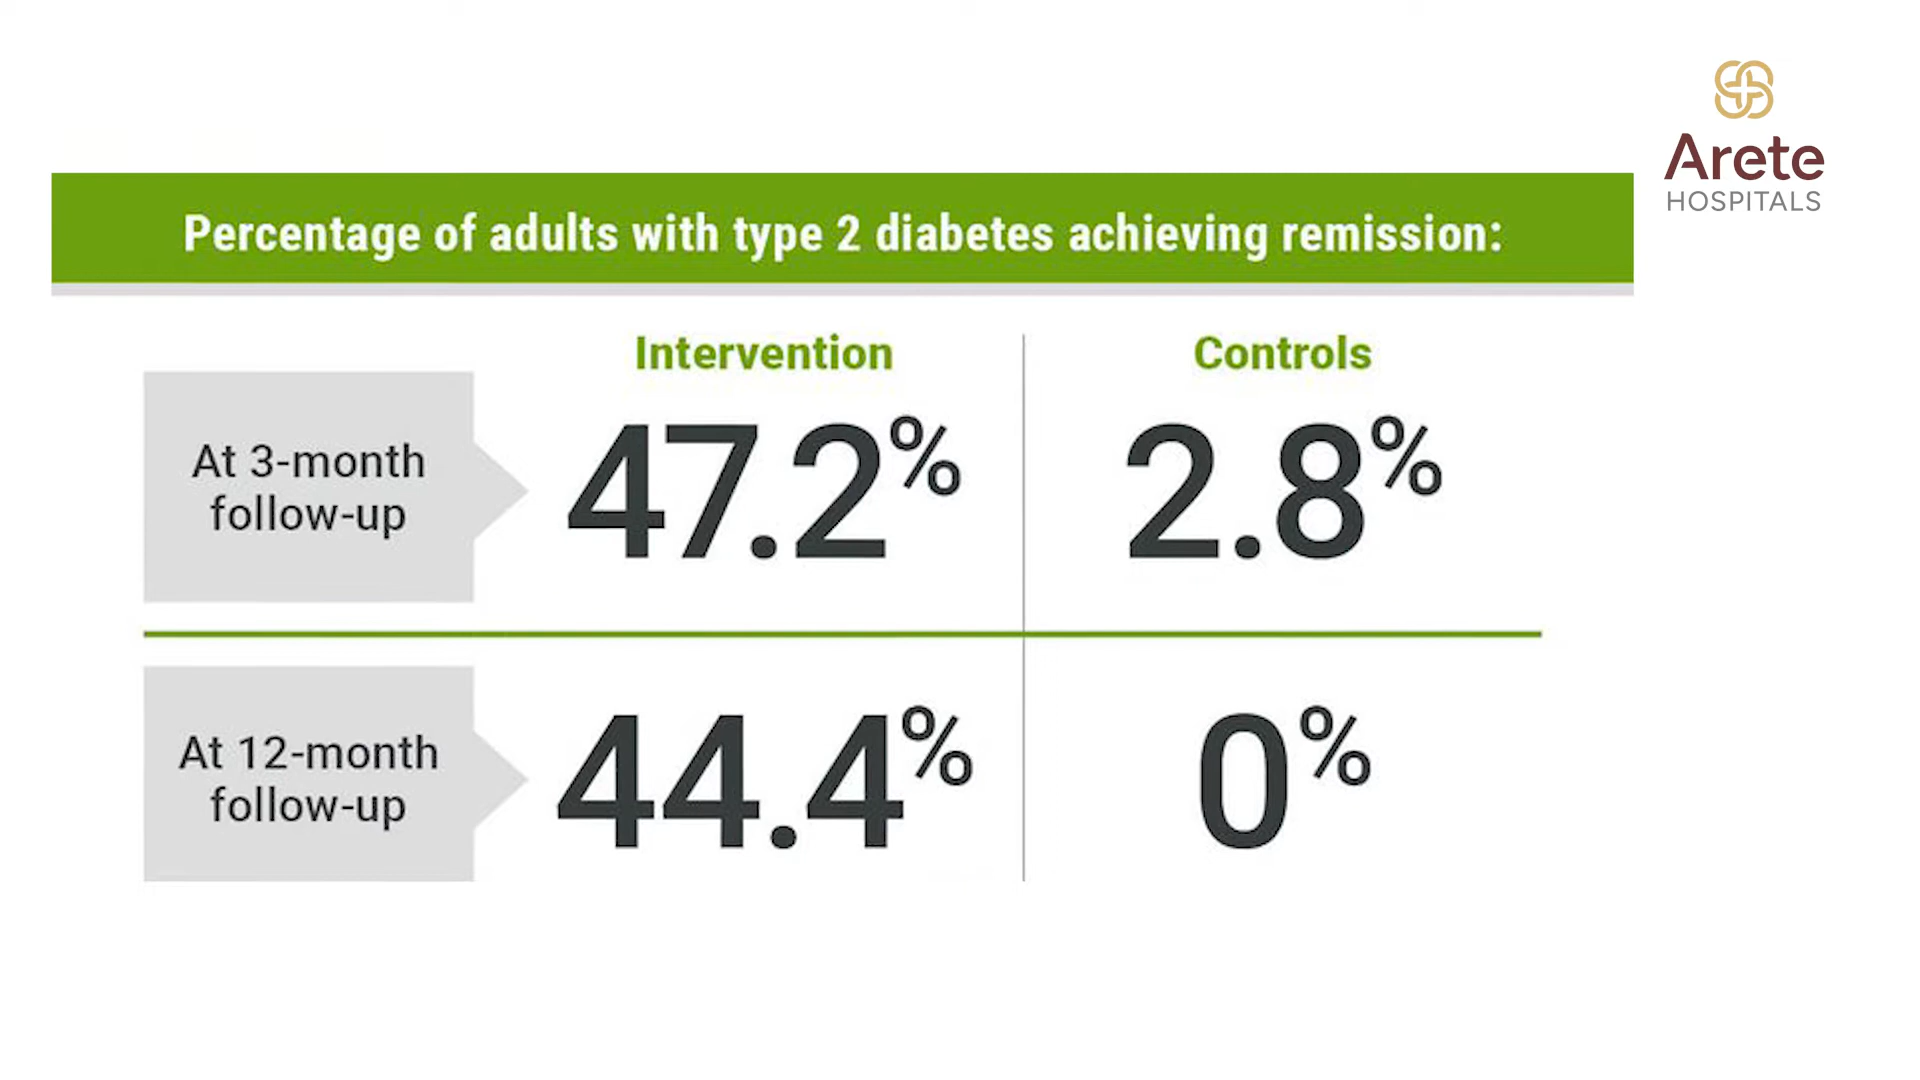 Arete
HOSPITALS
Percentage of adults with type 2 diabetes achieving remission:
Intervention
Controls
At 3-month
follow-up
47.2%
2.8%
At 12-month
follow-up
44.4%
0%